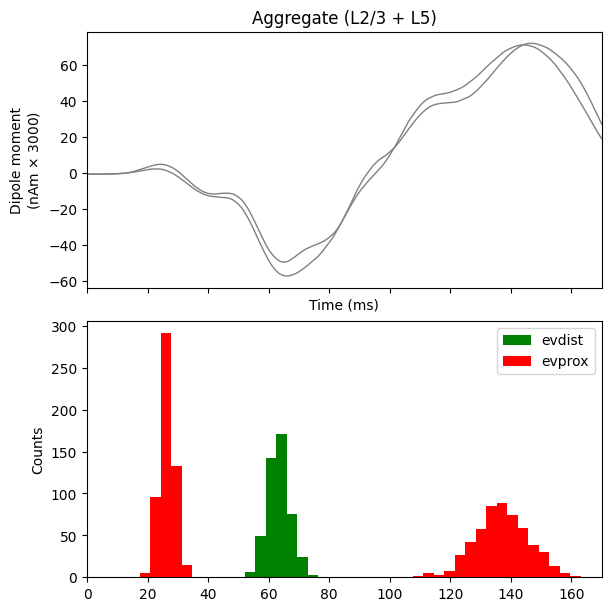 Aggregate (L2/3 + L5)
Dipole moment
(nAm × 3000)
60
40
20
0
−20
−40
−60
Time (ms)
Counts
300
250
200
150
100
50
0
evdist
evprox
0 20 40 60 80 100 120 140 160